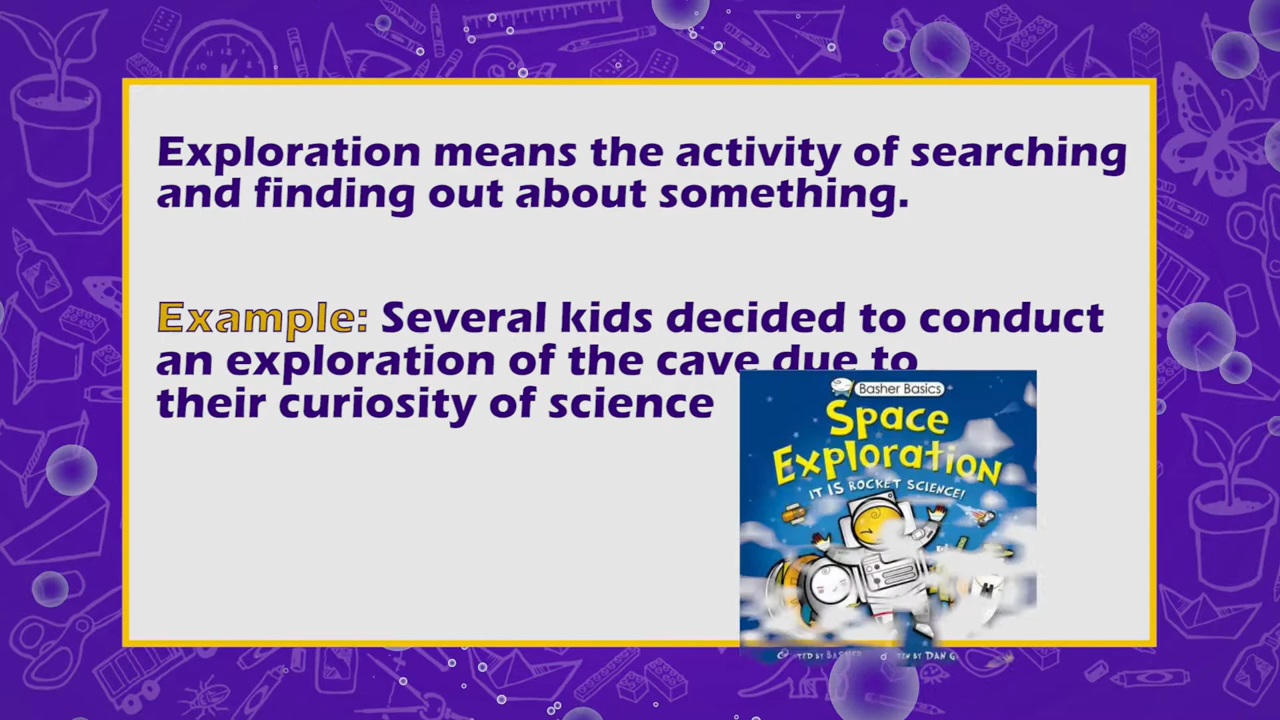 Exploration means the activity of searching
and finding out about something.
Example: Several kids decided to conduct
an exploration of the cave due to
their curiosity of science
Basher Basics
Space
Exploration
IT IS ROCKET SCIENCE!